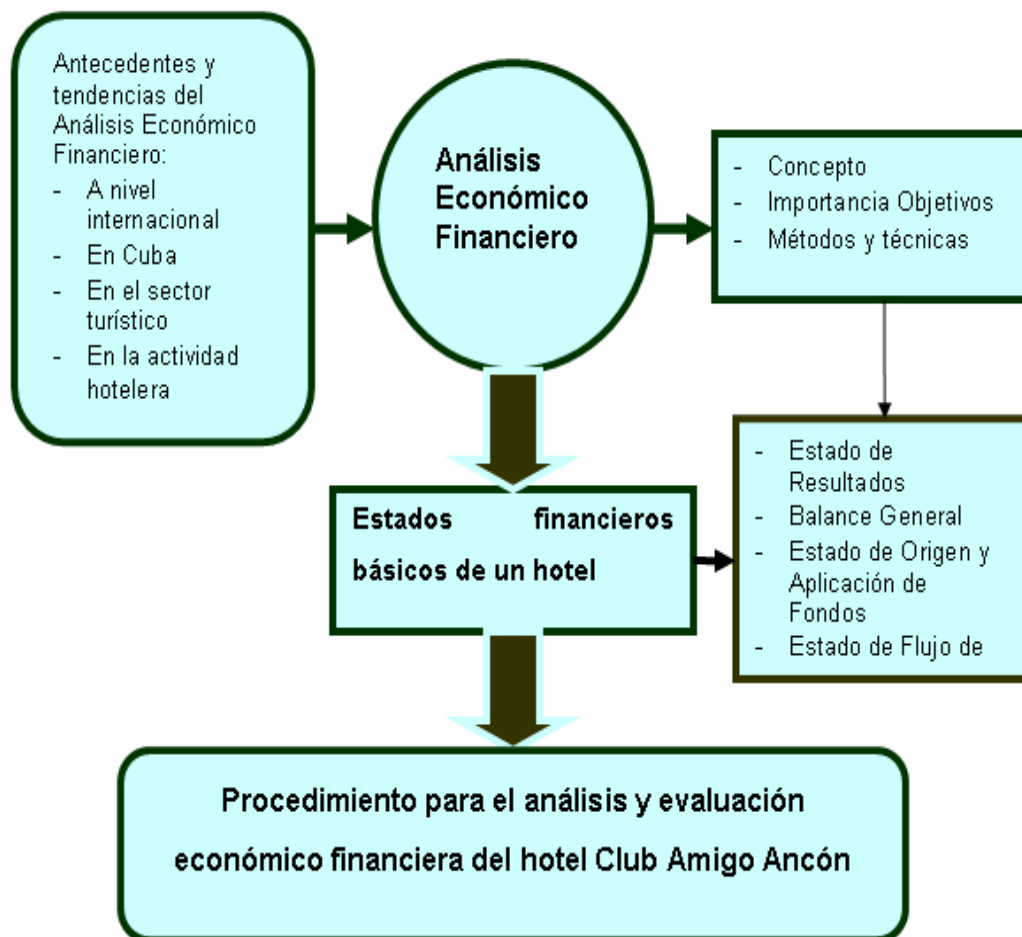 Antecedentes y
tendencias del
Análisis Económico
Financiero:
- A nivel
internacional
- En Cuba
- En el sector
turístico
- En la actividad
hotelera
Análisis
Económico
Financiero
- Concepto
- Importancia Objetivos
- Métodos y técnicas
Estados financieros
básicos de un hotel
- Estado de
Resultados
- Balance General
- Estado de Origen y
Aplicación de
Fondos
- Estado de Flujo de
Procedimiento para el análisis y evaluación
económico financiera del hotel Club Amigo Ancón